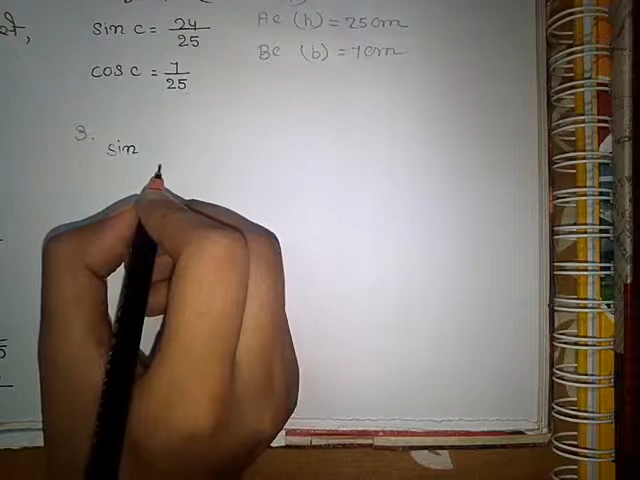 sin C = 24/25
AC (h) = 25cm
BC (b) = 7cm
cos C = 7/25
3. sin